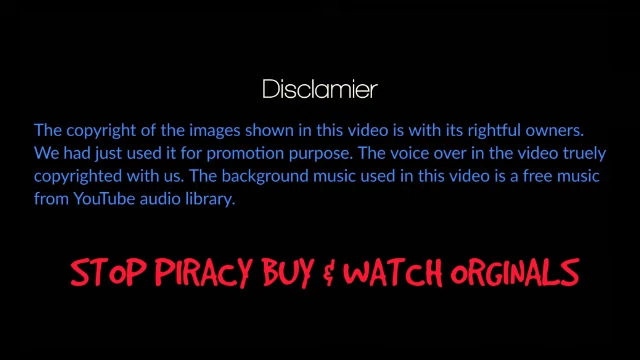 Disclamier
The copyright of the images shown in this video is with its rightful owners.
We had just used it for promotion purpose. The voice over in the video truely
copyrighted with us. The background music used in this video is a free music
from YouTube audio library.
STOP PIRACY BUY & WATCH ORGINALS